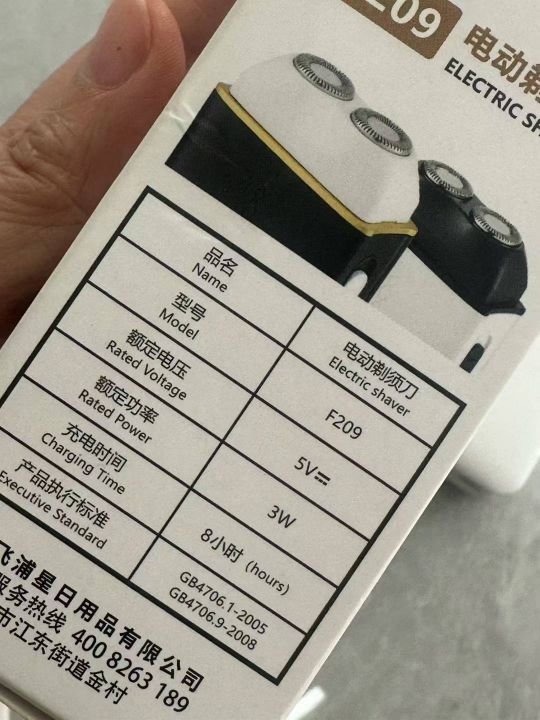 209
电动剃
ELECTRIC SH
品名
Name
电动剃须刀
Electric shaver
型号
Model
F209
额定电压
Rated Voltage
5V⎓
额定功率
Rated Power
3W
充电时间
Charging Time
8小时（hours）
产品执行标准
Executive Standard
GB4706.1-2005
GB4706.9-2008
飞浦星日用品有限公司
服务热线 400 8263 189
市江东街道金村